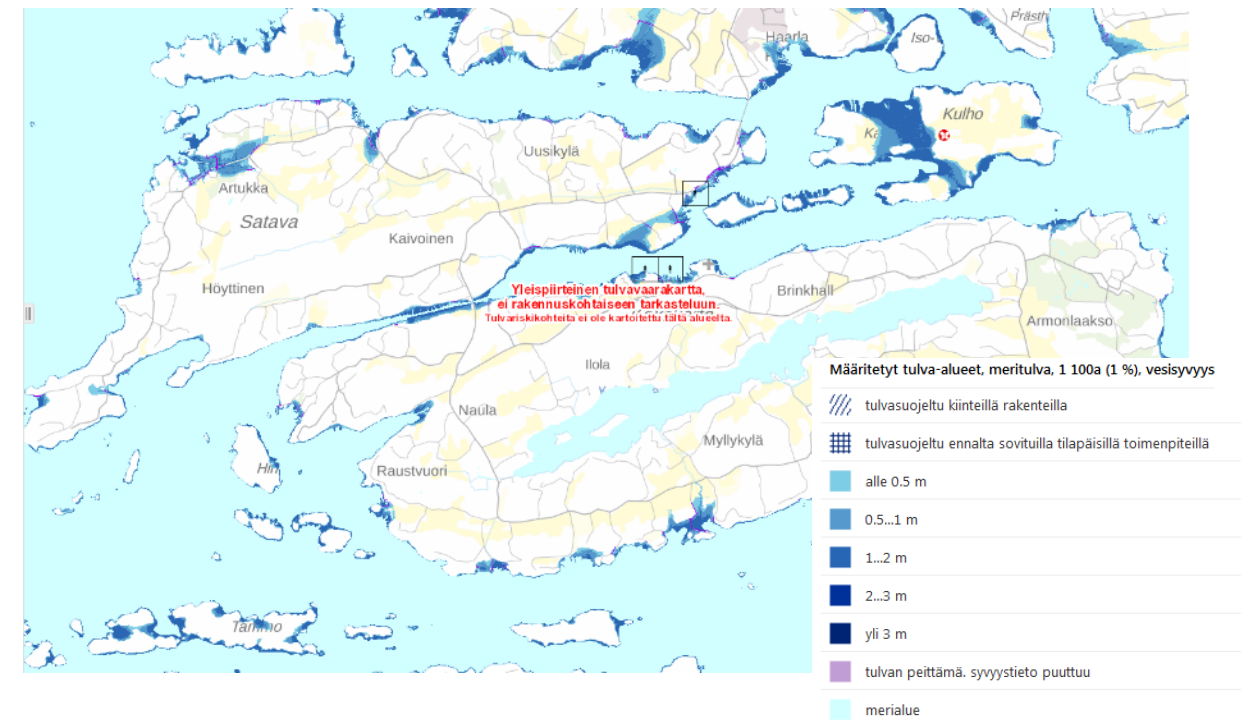 Prästh
Iso-
Haarla
Kulho
Ka
Uusikylä
Artukka
Satava
Kaivoinen
Höyttinen
Yleispiirteinen tulvavaarakartta,
ei rakennuskohtaiseen tarkasteluun.
Tulvariskikohteita ei ole kartoitettu tältä alueelta.
Brinkhall
Armonlaakso
Ilola
Naula
Myllykylä
Hin
Raustvuori
Tammo
Määritetyt tulva-alueet, meritulva, 1 100a (1 %), vesisyvyys
tulvasuojeltu kiinteillä rakenteilla
tulvasuojeltu ennalta sovituilla tilapäisillä toimenpiteillä
alle 0.5 m
0.5...1 m
1...2 m
2...3 m
yli 3 m
tulvan peittämä. syvyystieto puuttuu
merialue